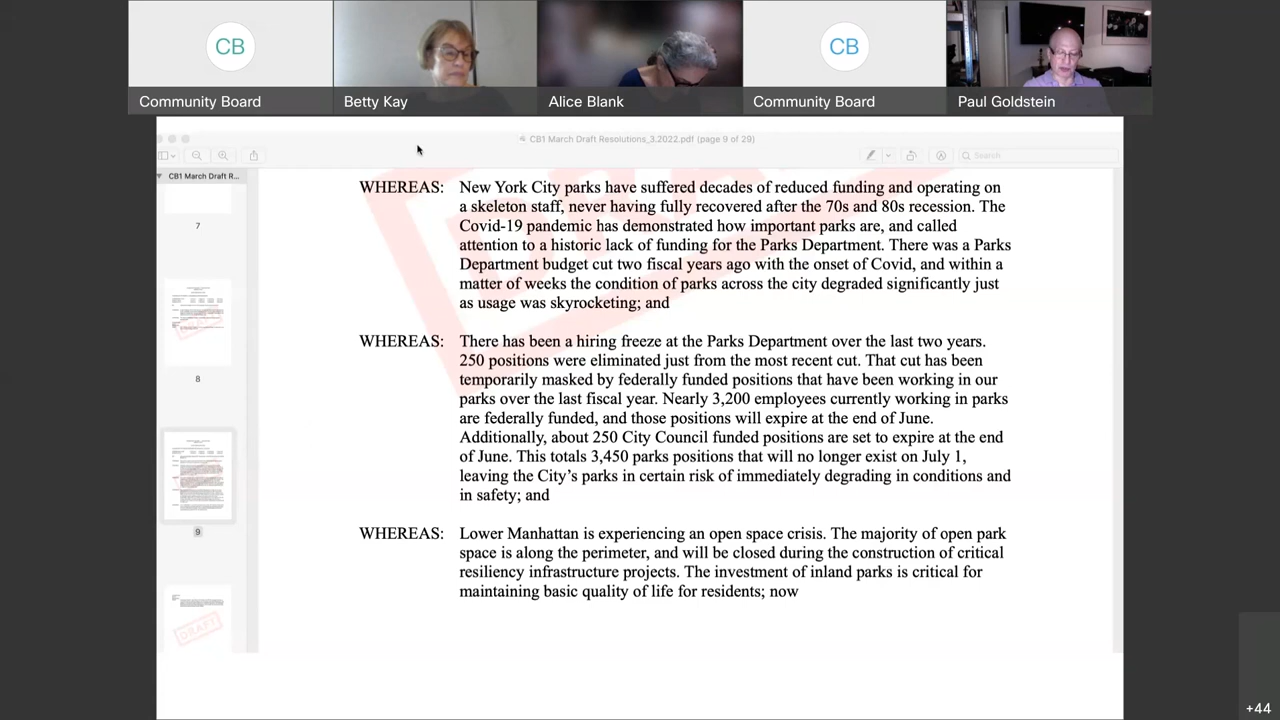 CB
CB
Community Board
Betty Kay
Alice Blank
Community Board
Paul Goldstein
CB1 March Draft Resolutions_3.2022.pdf (page 9 of 29)
Search
CB1 March Draft R...
7
8
9
DRAFT
WHEREAS: New York City parks have suffered decades of reduced funding and operating on
a skeleton staff, never having fully recovered after the 70s and 80s recession. The
Covid-19 pandemic has demonstrated how important parks are, and called
attention to a historic lack of funding for the Parks Department. There was a Parks
Department budget cut two fiscal years ago with the onset of Covid, and within a
matter of weeks the condition of parks across the city degraded significantly just
as usage was skyrocketing; and
WHEREAS: There has been a hiring freeze at the Parks Department over the last two years.
250 positions were eliminated just from the most recent cut. That cut has been
temporarily masked by federally funded positions that have been working in our
parks over the last fiscal year. Nearly 3,200 employees currently working in parks
are federally funded, and those positions will expire at the end of June.
Additionally, about 250 City Council funded positions are set to expire at the end
of June. This totals 3,450 parks positions that will no longer exist on July 1,
leaving the City's parks in certain risk of immediately degrading in conditions and
in safety; and
WHEREAS: Lower Manhattan is experiencing an open space crisis. The majority of open park
space is along the perimeter, and will be closed during the construction of critical
resiliency infrastructure projects. The investment of inland parks is critical for
maintaining basic quality of life for residents; now
+44